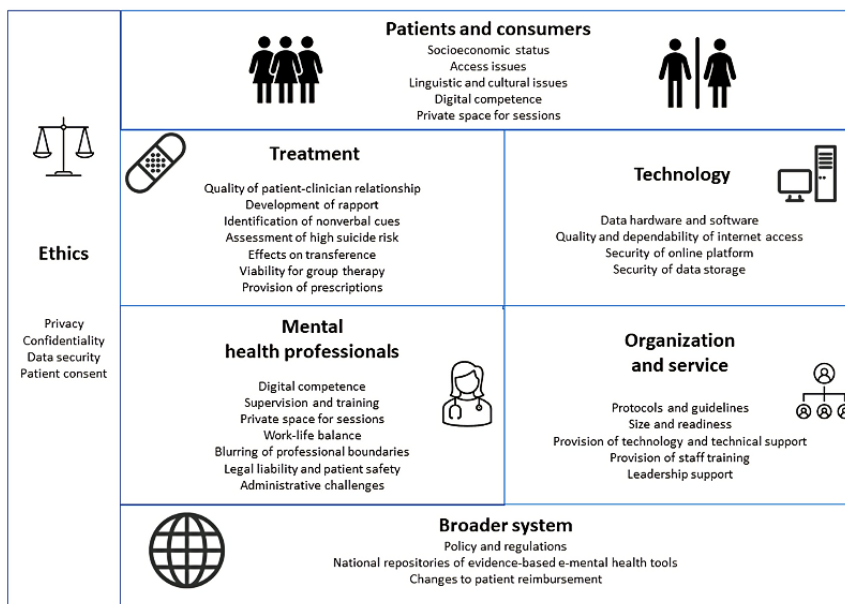 Patients and consumers
Socioeconomic status
Access issues
Linguistic and cultural issues
Digital competence
Private space for sessions
Ethics
Privacy
Confidentiality
Data security
Patient consent
Treatment
Quality of patient-clinician relationship
Development of rapport
Identification of nonverbal cues
Assessment of high suicide risk
Effects on transference
Viability for group therapy
Provision of prescriptions
Technology
Data hardware and software
Quality and dependability of internet access
Security of online platform
Security of data storage
Mental
health professionals
Digital competence
Supervision and training
Private space for sessions
Work-life balance
Blurring of professional boundaries
Legal liability and patient safety
Administrative challenges
Organization
and service
Protocols and guidelines
Size and readiness
Provision of technology and technical support
Provision of staff training
Leadership support
Broader system
Policy and regulations
National repositories of evidence-based e-mental health tools
Changes to patient reimbursement